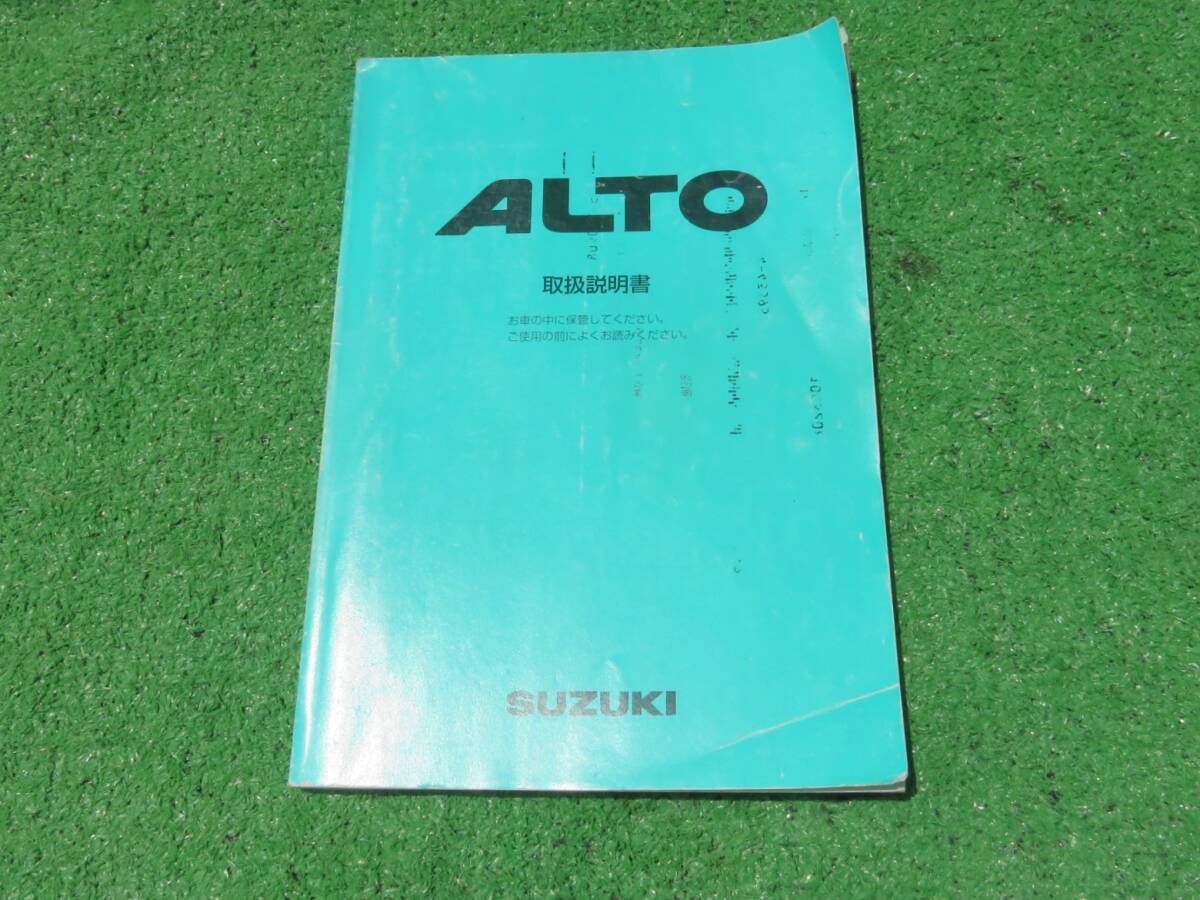 ALTO
取扱説明書
お車の中に保管してください。
ご使用の前によくお読みください。
SUZUKI